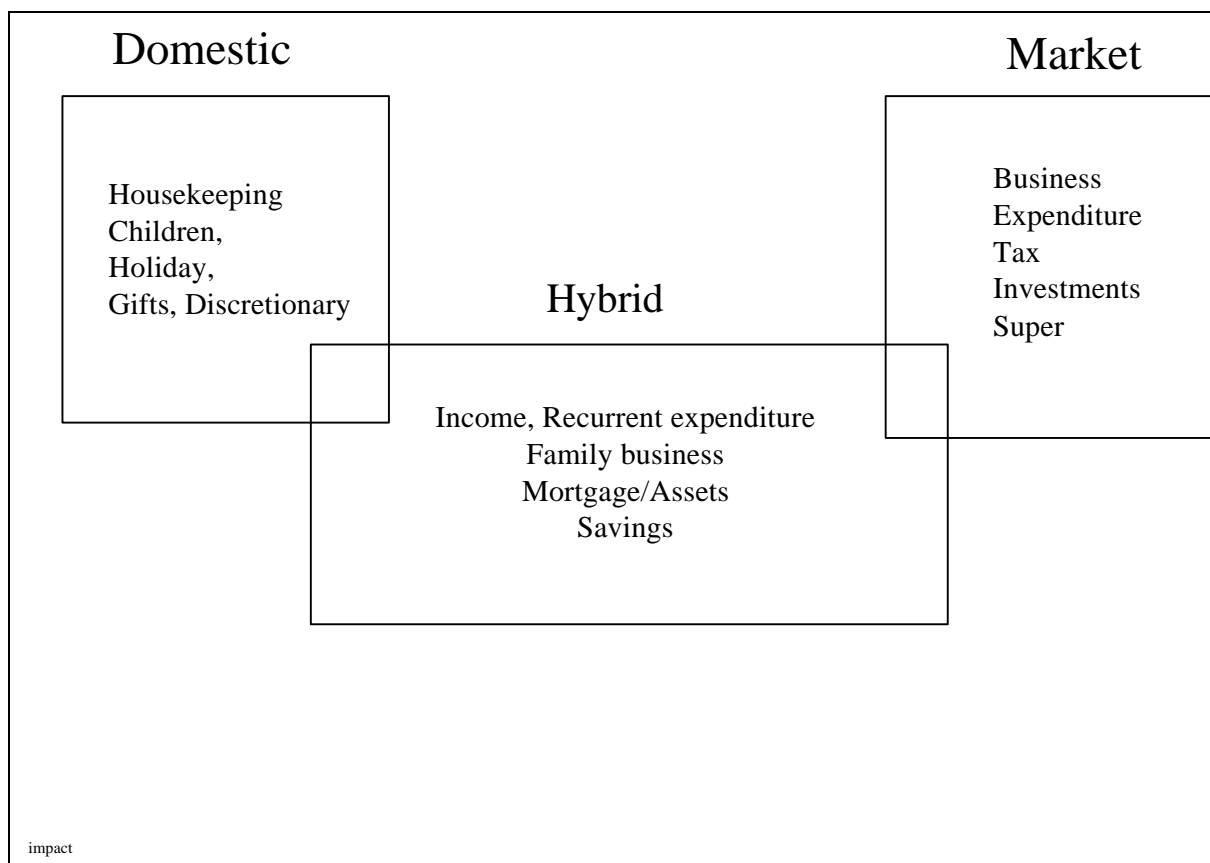 Domestic
Market
Housekeeping
Children,
Holiday,
Gifts, Discretionary
Business
Expenditure
Tax
Investments
Super
Hybrid
Income, Recurrent expenditure
Family business
Mortgage/Assets
Savings
impact